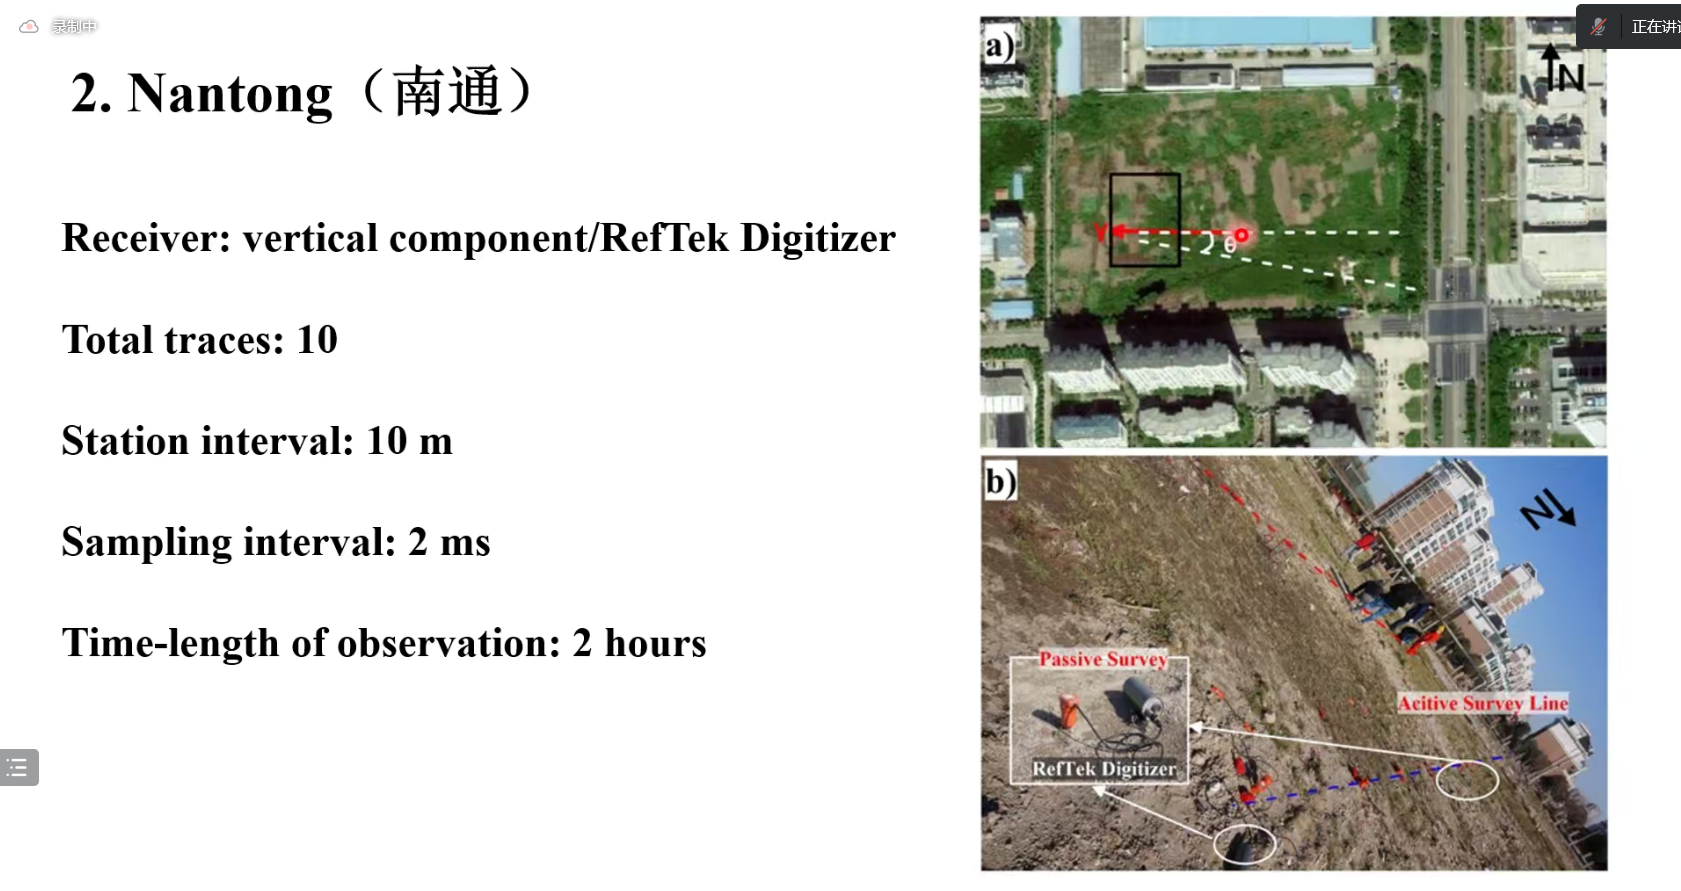 录制中
正在讲
2. Nantong（南通）
Receiver: vertical component/RefTek Digitizer
Total traces: 10
Station interval: 10 m
Sampling interval: 2 ms
Time-length of observation: 2 hours
a)
N
Y
θ
b)
N
Passive Survey
Acitive Survey Line
RefTek Digitizer